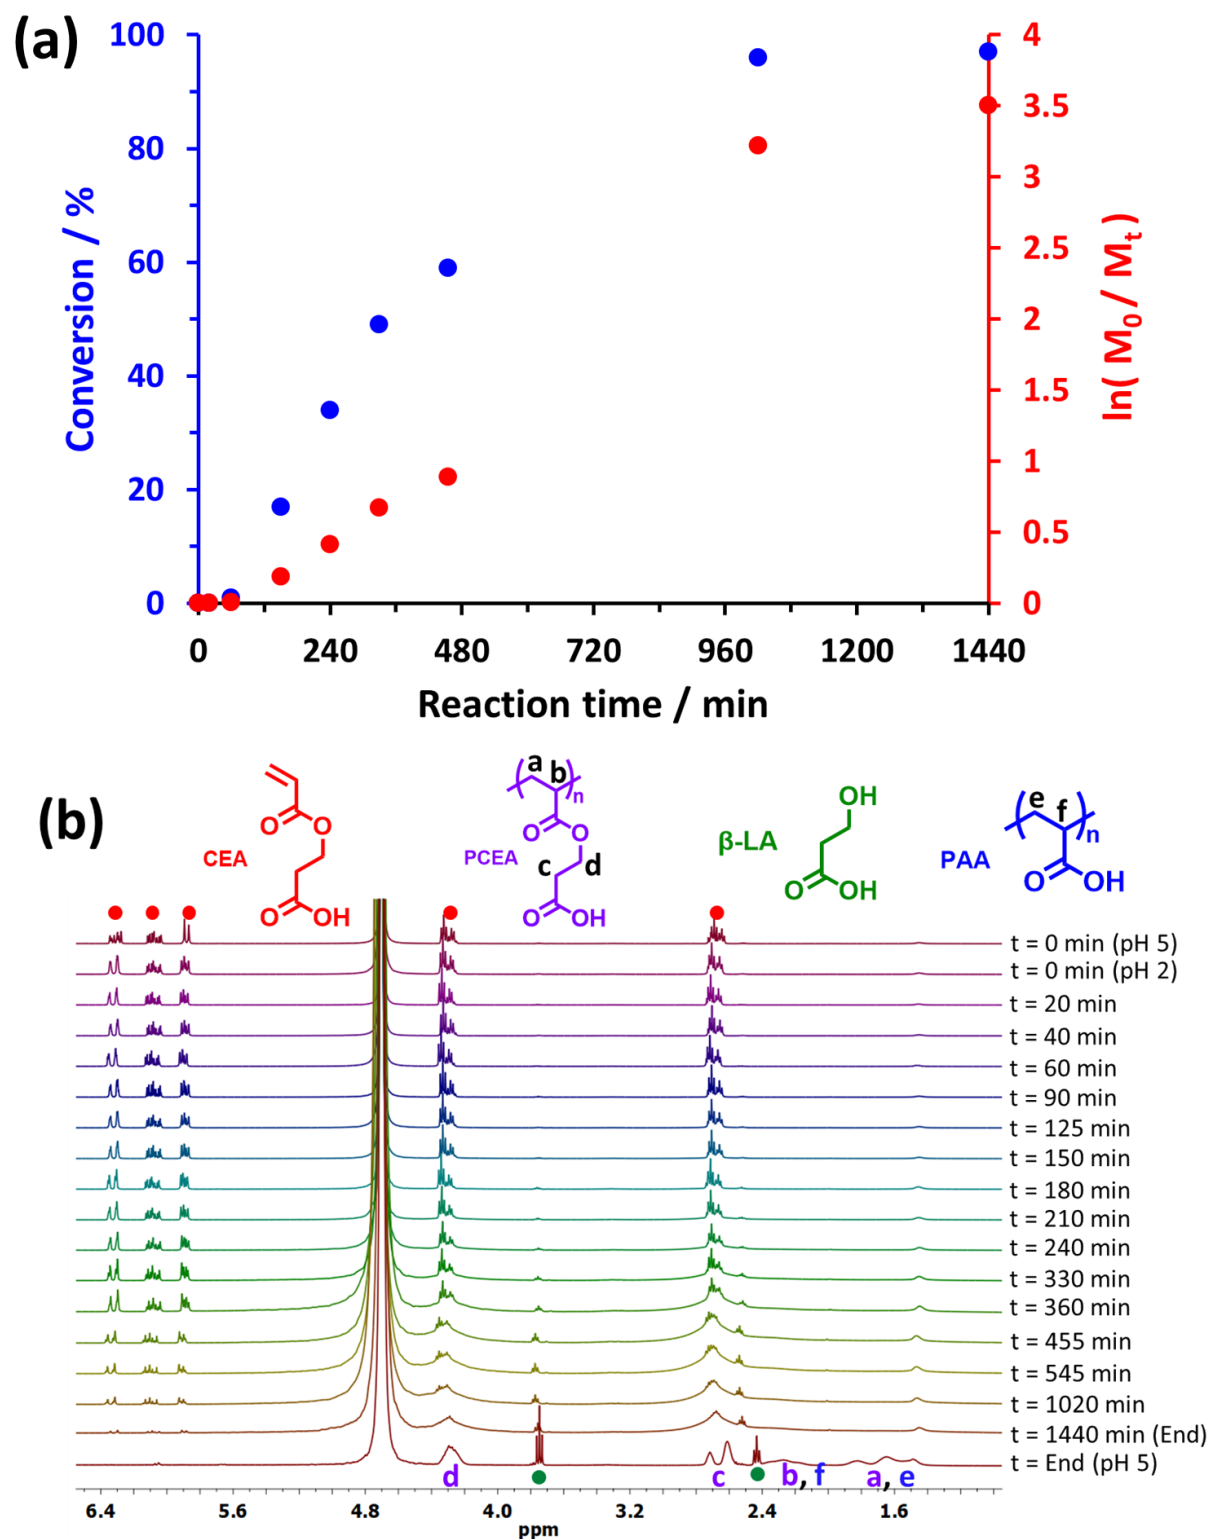 (a)
100
80
60
40
20
0
Conversion / %
4
3.5
3
2.5
2
1.5
1
0.5
0
ln( M0 / Mt )
0 240 480 720 960 1200 1440
Reaction time / min
(b)
CEA
O
O
O
OH
PCEA
a
b
n
O
O
c
d
O
OH
β-LA
OH
O
OH
PAA
e
f
n
O
OH
t = 0 min (pH 5)
t = 0 min (pH 2)
t = 20 min
t = 40 min
t = 60 min
t = 90 min
t = 125 min
t = 150 min
t = 180 min
t = 210 min
t = 240 min
t = 330 min
t = 360 min
t = 455 min
t = 545 min
t = 1020 min
t = 1440 min (End)
t = End (pH 5)
d c b, f a, e
6.4 5.6 4.8 4.0 3.2 2.4 1.6
ppm